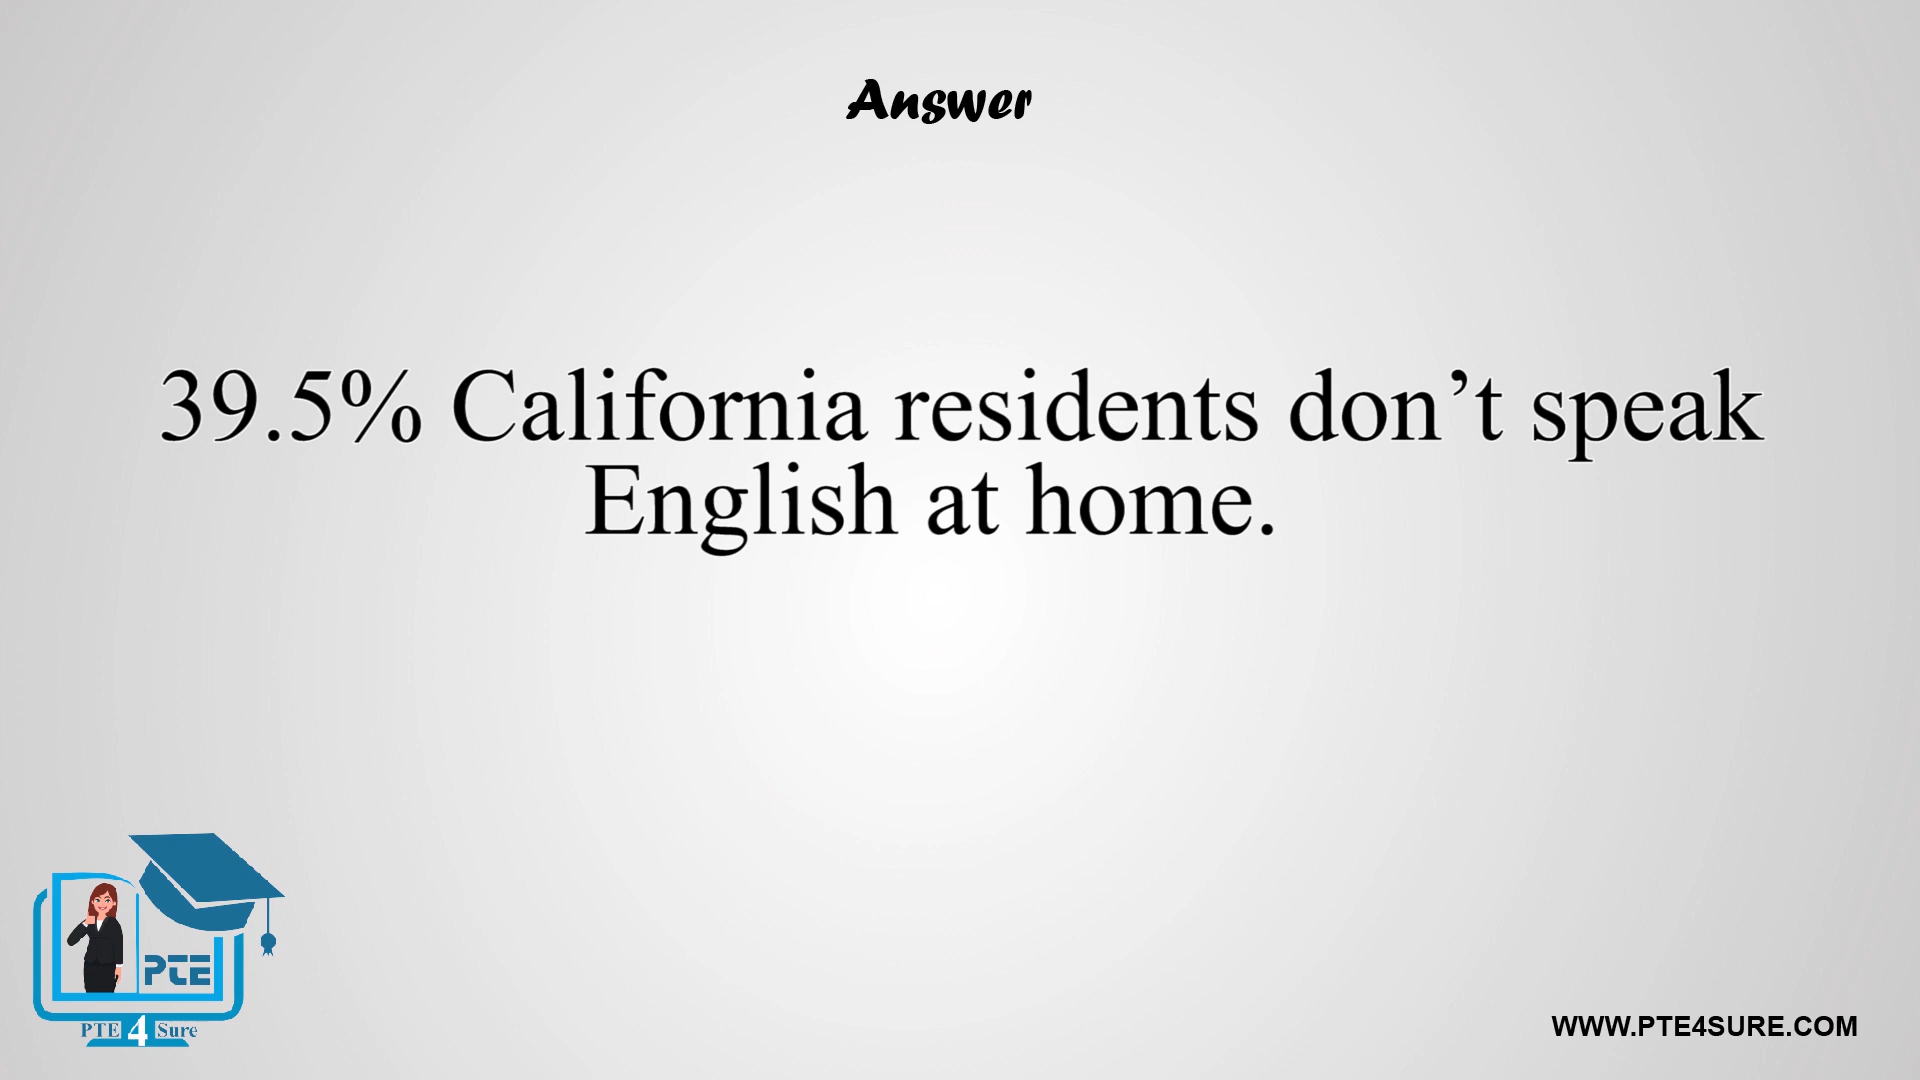 Answer
39.5% California residents don’t speak
English at home.
PTE
PTE 4 Sure
WWW.PTE4SURE.COM